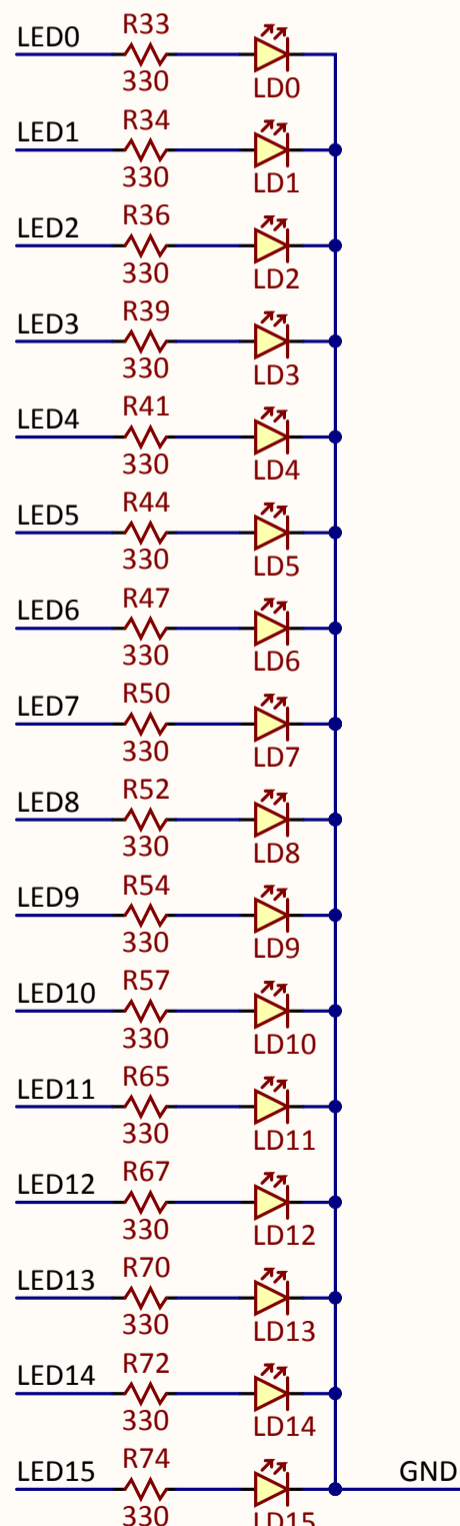 R33
LED0
330
LD0
R34
LED1
330
LD1
R36
LED2
330
LD2
R39
LED3
330
LD3
R41
LED4
330
LD4
R44
LED5
330
LD5
R47
LED6
330
LD6
R50
LED7
330
LD7
R52
LED8
330
LD8
R54
LED9
330
LD9
R57
LED10
330
LD10
R65
LED11
330
LD11
R67
LED12
330
LD12
R70
LED13
330
LD13
R72
LED14
330
LD14
R74
LED15
GND
330
LD15